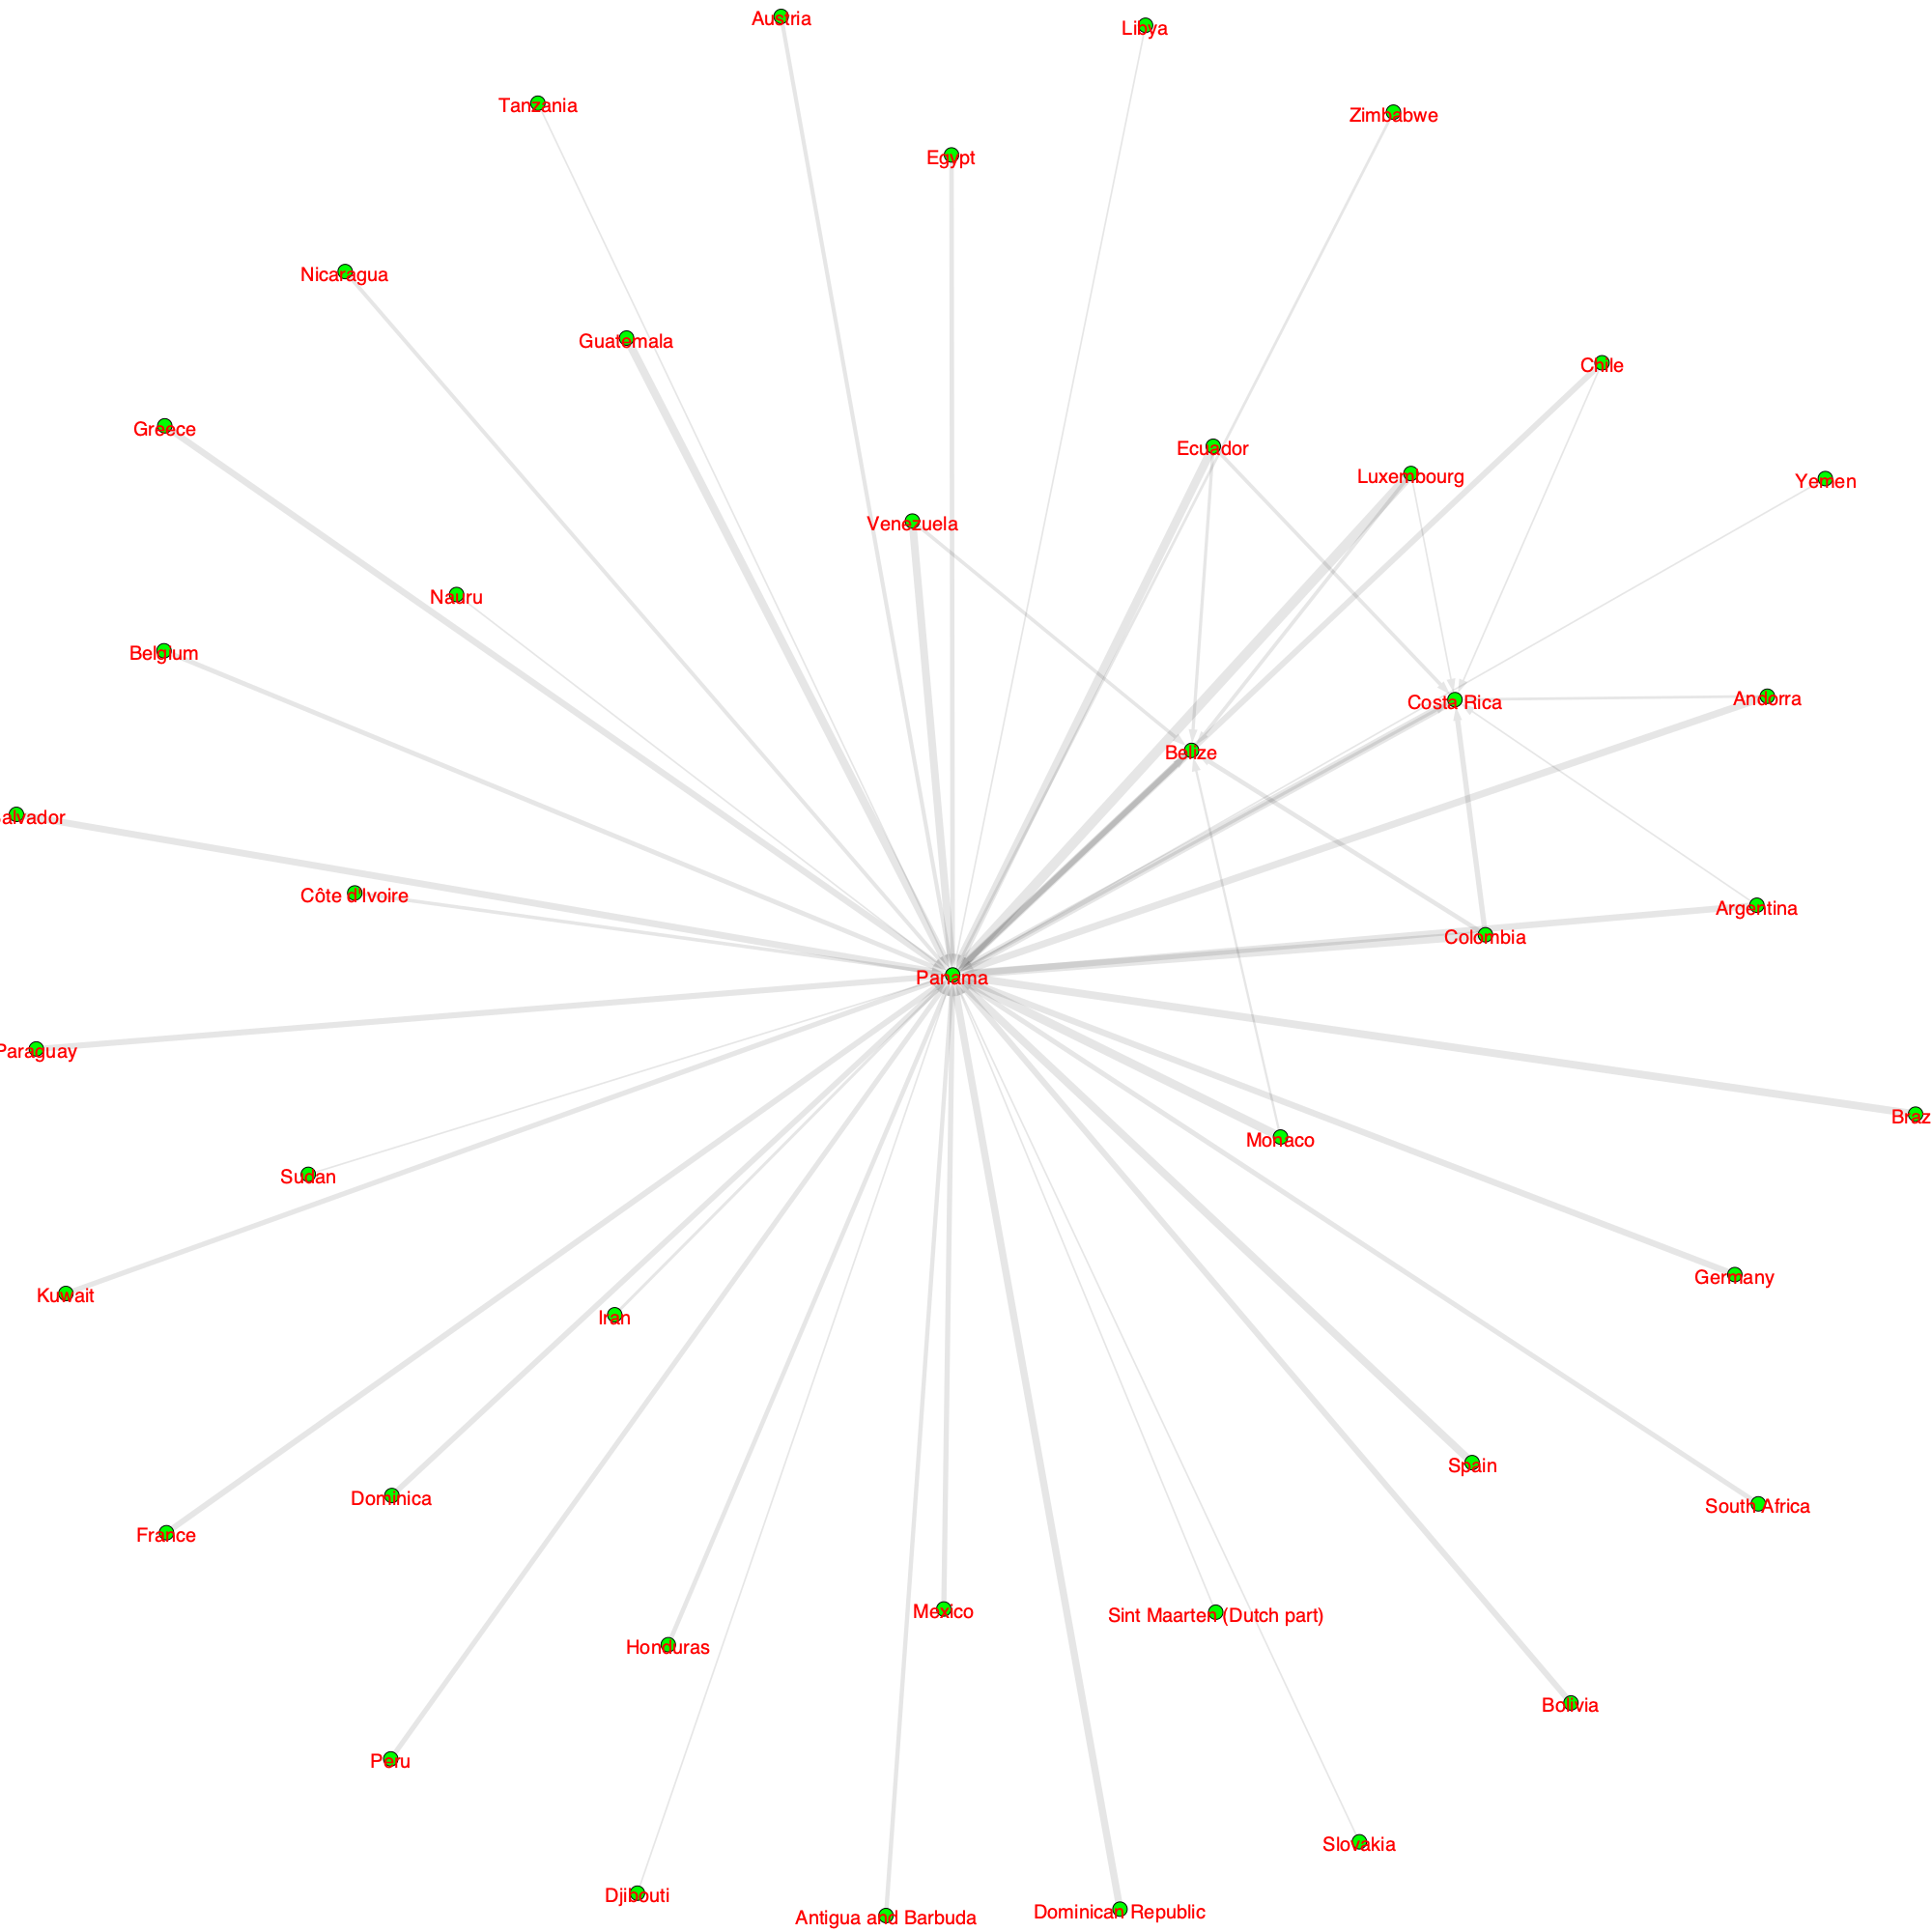 Austria
Libya
Tanzania
Zimbabwe
Egypt
Nicaragua
Guatemala
Chile
Greece
Ecuador
Luxembourg
Yemen
Venezuela
Nauru
Belgium
Costa Rica
Andorra
Belize
alvador
Côte d'Ivoire
Argentina
Colombia
Panama
Paraguay
Braz
Monaco
Sudan
Germany
Kuwait
Iran
Spain
Dominica
South Africa
France
Mexico
Sint Maarten (Dutch part)
Honduras
Bolivia
Peru
Slovakia
Djibouti
Dominican Republic
Antigua and Barbuda